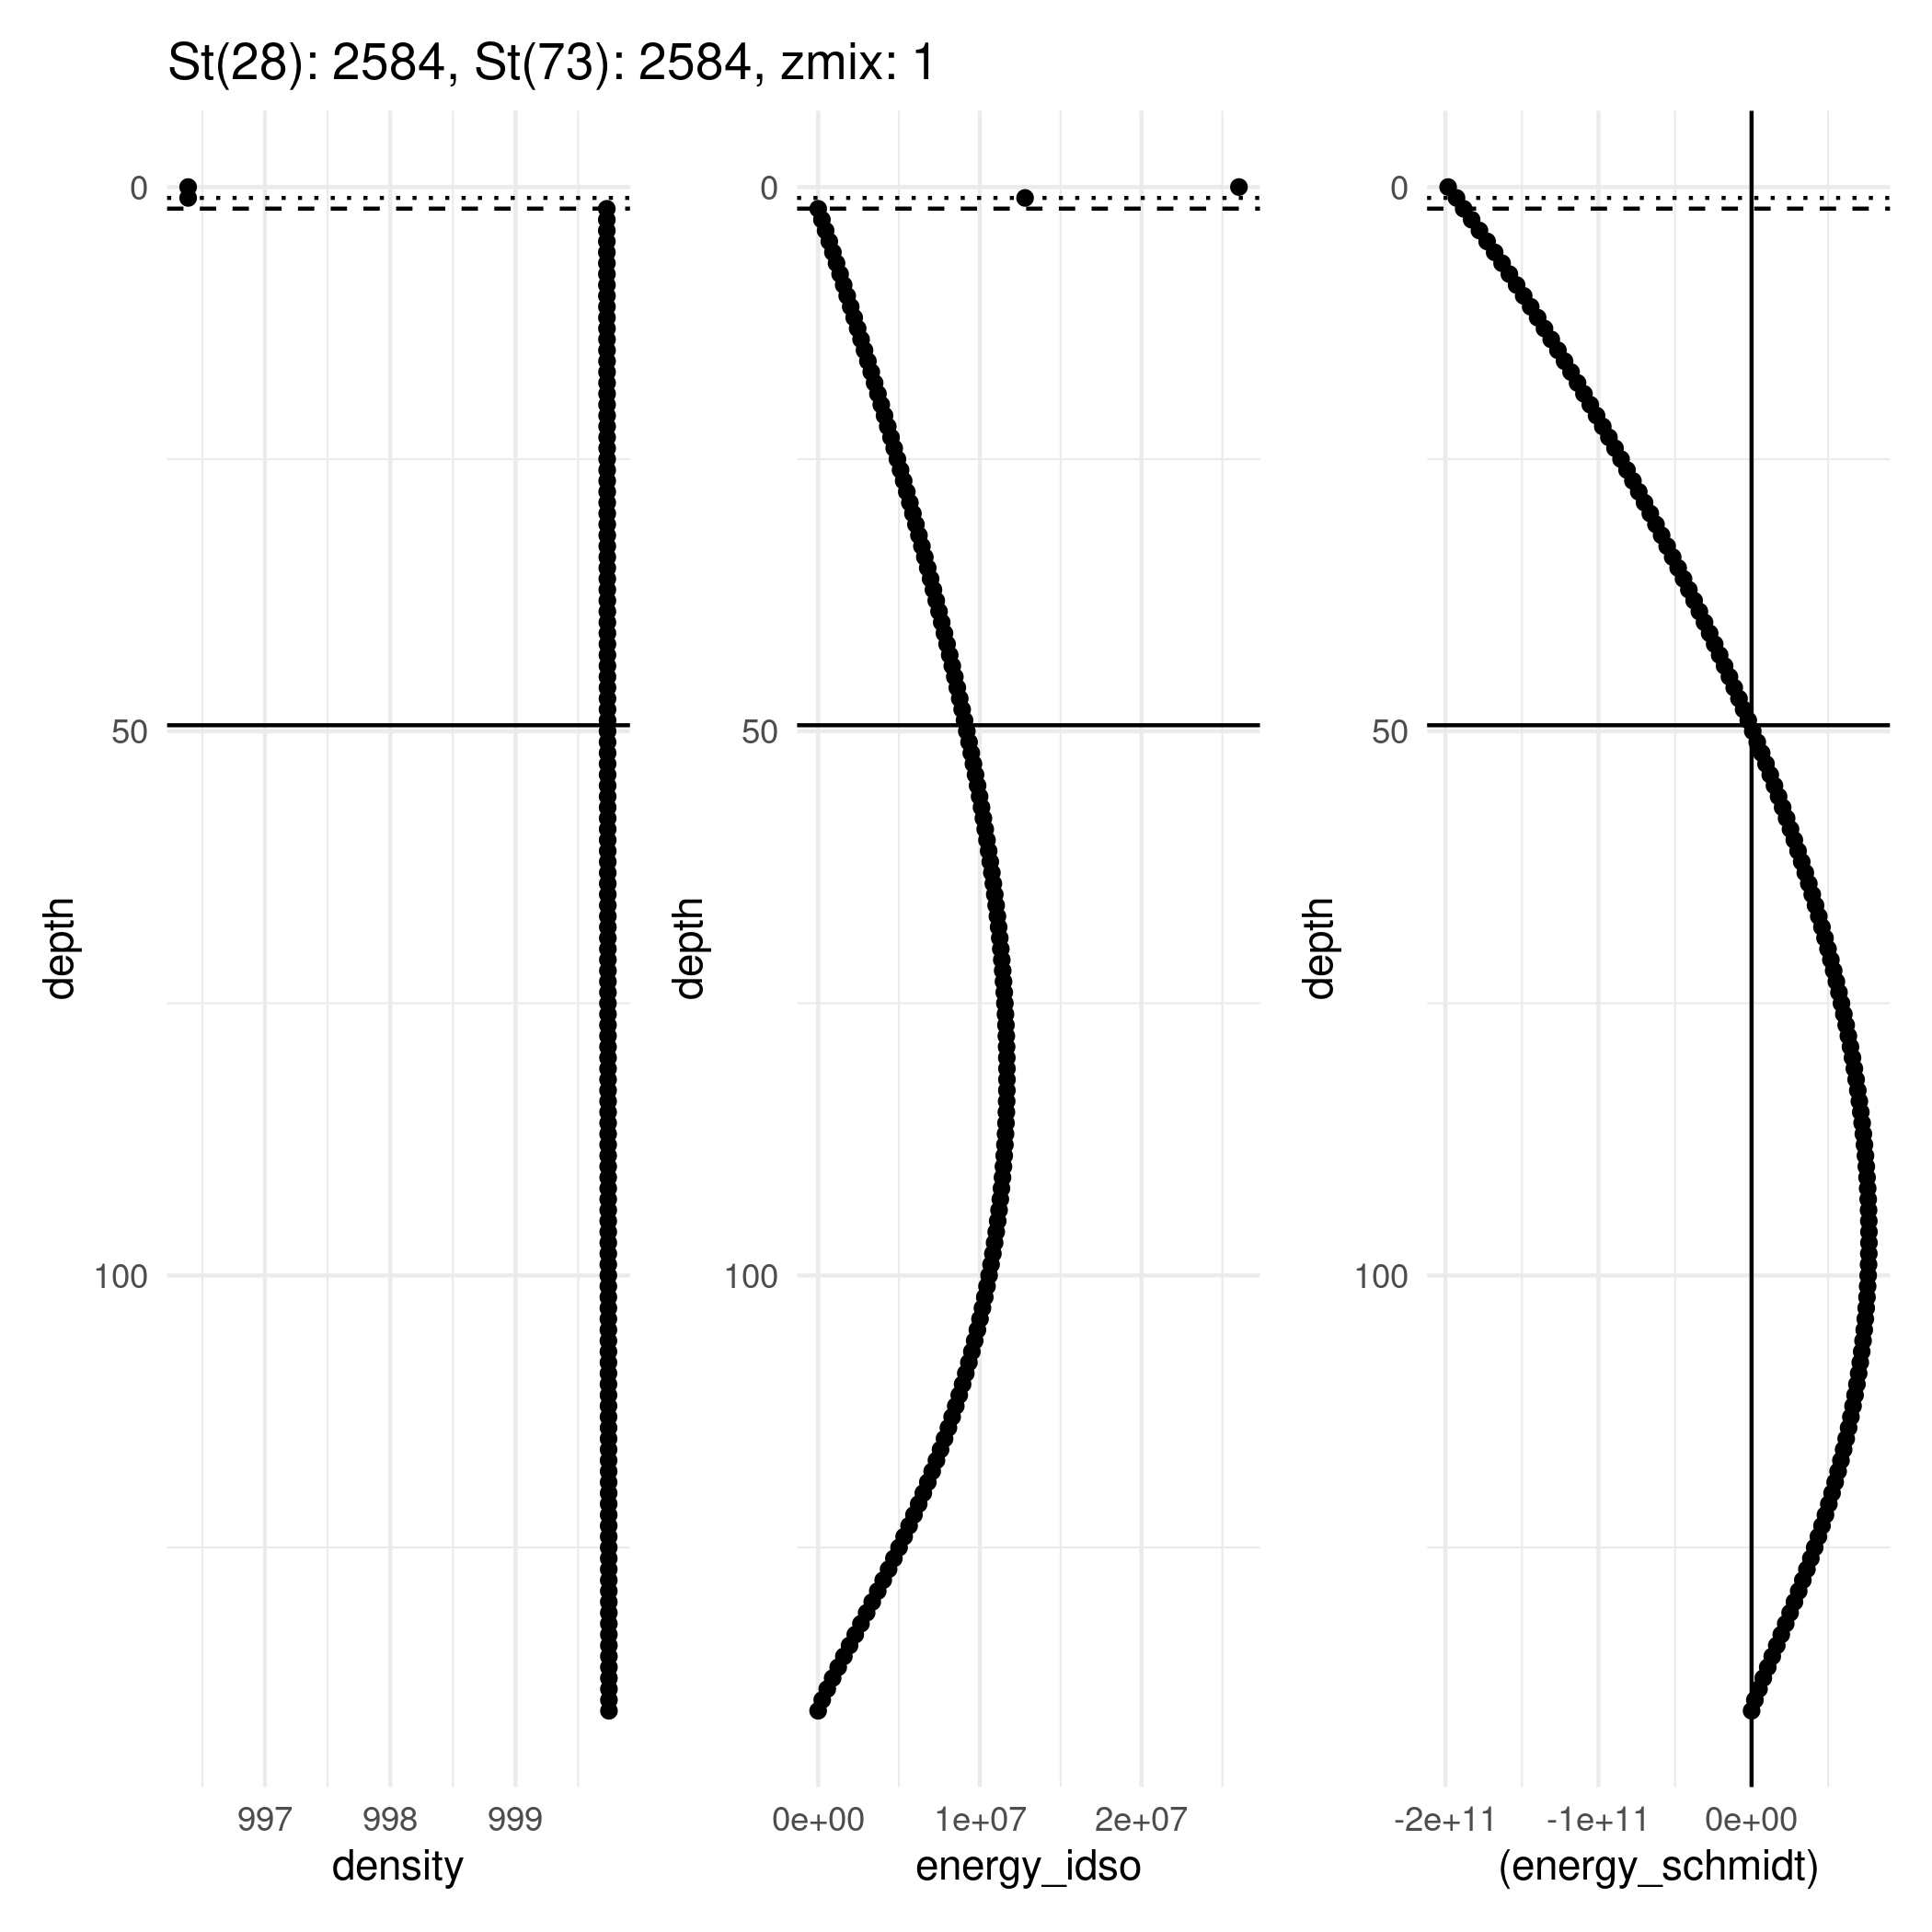 St(28): 2584, St(73): 2584, zmix: 1
0
50
100
depth
997 998 999
density
0
50
100
depth
0e+00 1e+07 2e+07
energy_idso
0
50
100
depth
-2e+11 -1e+11 0e+00
(energy_schmidt)